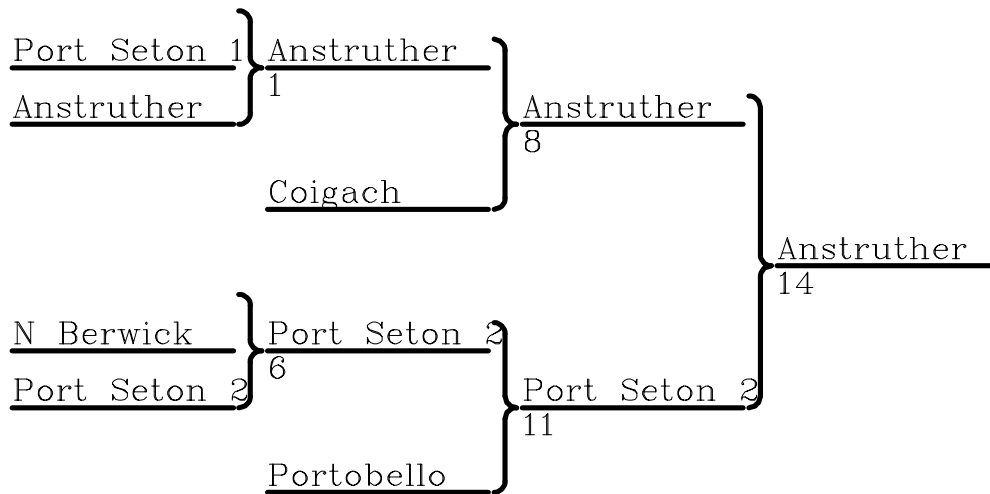 Port Seton 1
Anstruther
Anstruther
1
Anstruther
8
Coigach
Anstruther
14
N Berwick
Port Seton 2
6
Port Seton 2
Port Seton 2
11
Portobello